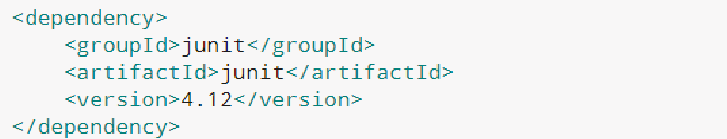 <dependency>
    <groupId>junit</groupId>
    <artifactId>junit</artifactId>
    <version>4.12</version>
</dependency>